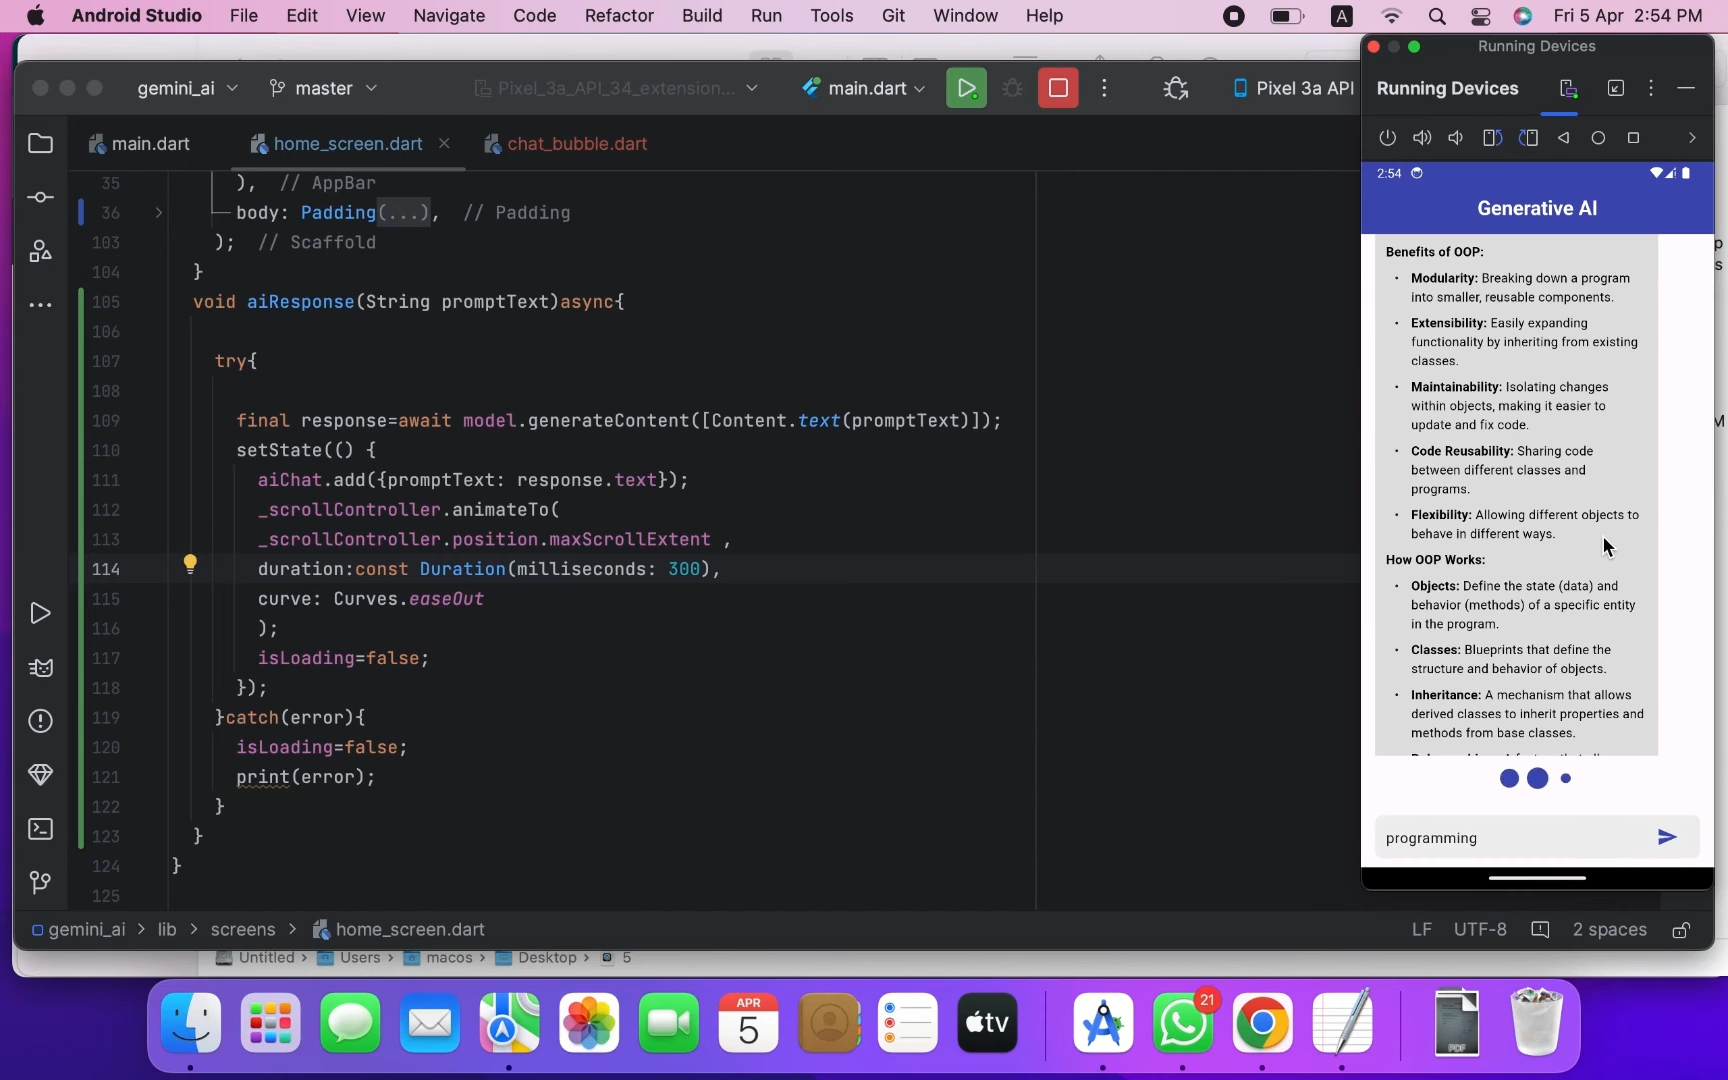 Android Studio File Edit View Navigate Code Refactor Build Run Tools Git Window Help A Fri 5 Apr 2:54 PM
Running Devices
gemini_ai master Pixel_3a_API_34_extension... main.dart Pixel 3a API
Running Devices
main.dart home_screen.dart chat_bubble.dart
35 ), // AppBar
36 body: Padding(...), // Padding
103 ); // Scaffold
104 }
105 void aiResponse(String promptText)async{
106
107 try{
108
109 final response=await model.generateContent([Content.text(promptText)]);
110 setState(() {
111 aiChat.add({promptText: response.text});
112 _scrollController.animateTo(
113 _scrollController.position.maxScrollExtent ,
114 duration:const Duration(milliseconds: 300),
115 curve: Curves.easeOut
116 );
117 isLoading=false;
118 });
119 }catch(error){
120 isLoading=false;
121 print(error);
122 }
123 }
124 }
125
2:54
Generative AI
Benefits of OOP:
• Modularity: Breaking down a program
into smaller, reusable components.
• Extensibility: Easily expanding
functionality by inheriting from existing
classes.
• Maintainability: Isolating changes
within objects, making it easier to
update and fix code.
• Code Reusability: Sharing code
between different classes and
programs.
• Flexibility: Allowing different objects to
behave in different ways.
How OOP Works:
• Objects: Define the state (data) and
behavior (methods) of a specific entity
in the program.
• Classes: Blueprints that define the
structure and behavior of objects.
• Inheritance: A mechanism that allows
derived classes to inherit properties and
methods from base classes.
programming
gemini_ai > lib > screens > home_screen.dart LF UTF-8 2 spaces
Untitled > Users > macos > Desktop > 5
APR
5
tv
21
PDF